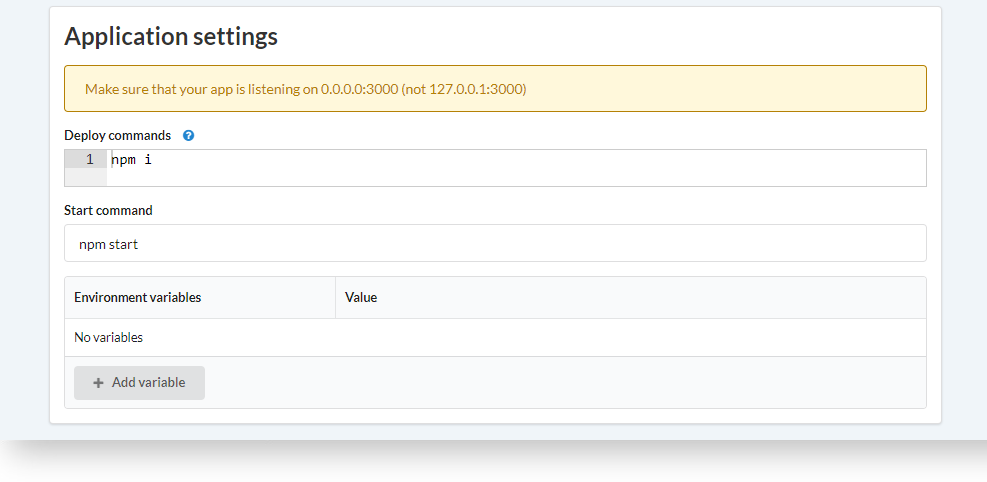 Application settings
Make sure that your app is listening on 0.0.0.0:3000 (not 127.0.0.1:3000)
Deploy commands ?
1 npm i
Start command
npm start
Environment variables Value
No variables
+ Add variable